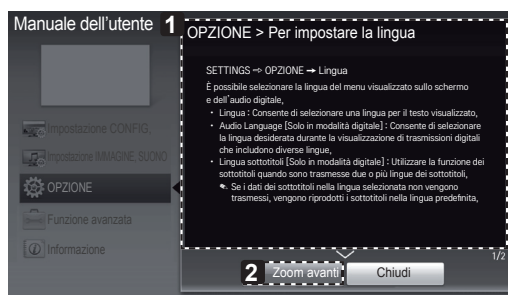 Manuale dell'utente
1
OPZIONE > Per impostare la lingua
SETTINGS ⇨ OPZIONE ➙ Lingua
È possibile selezionare la lingua del menu visualizzato sullo schermo
e dell'audio digitale,
• Lingua : Consente di selezionare una lingua per il testo visualizzato,
• Audio Language [Solo in modalità digitale] : Consente di selezionare
la lingua desiderata durante la visualizzazione di trasmissioni digitali
che includono diverse lingue,
• Lingua sottotitoli [Solo in modalità digitale] : Utilizzare la funzione dei
sottotitoli quando sono trasmesse due o più lingue dei sottotitoli,
✎ Se i dati dei sottotitoli nella lingua selezionata non vengono
trasmessi, vengono riprodotti i sottotitoli nella lingua predefinita,
Impostazione CONFIG,
Impostazione IMMAGINE, SUONO
OPZIONE
Funzione avanzata
Informazione
1/2
2
Zoom avanti
Chiudi